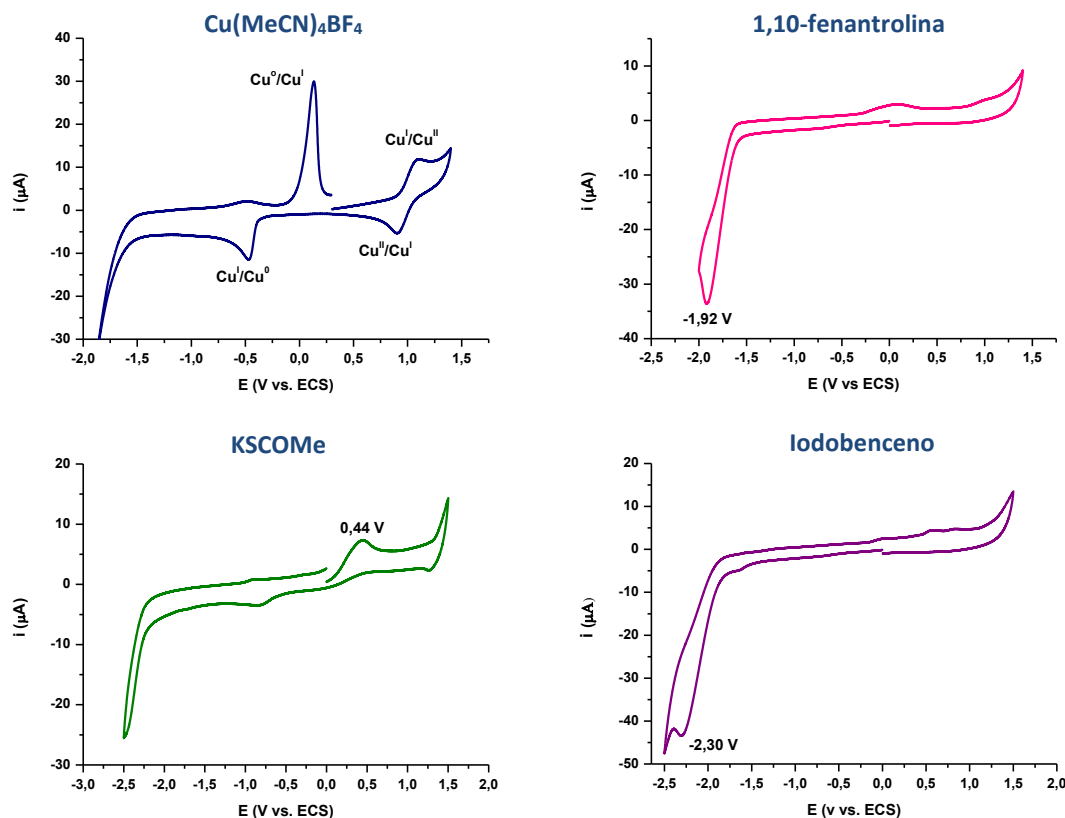 Cu(MeCN)₄BF₄
40
30
20
10
0
-10
-20
-30
i (µA)
Cu⁰/Cuᴵ
Cuᴵ/Cuᴵᴵ
Cuᴵᴵ/Cuᴵ
Cuᴵ/Cu⁰
-2,0 -1,5 -1,0 -0,5 0,0 0,5 1,0 1,5
E (V vs. ECS)
1,10-fenantrolina
10
0
-10
-20
-30
-40
i (µA)
-1,92 V
-2,5 -2,0 -1,5 -1,0 -0,5 0,0 0,5 1,0 1,5
E (V vs ECS)
KSCOMe
20
10
0
-10
-20
-30
i (µA)
0,44 V
-3,0 -2,5 -2,0 -1,5 -1,0 -0,5 0,0 0,5 1,0 1,5 2,0
E (V vs. ECS)
Iodobenceno
20
10
0
-10
-20
-30
-40
-50
i (µA)
-2,30 V
-2,5 -2,0 -1,5 -1,0 -0,5 0,0 0,5 1,0 1,5 2,0
E (v vs. ECS)